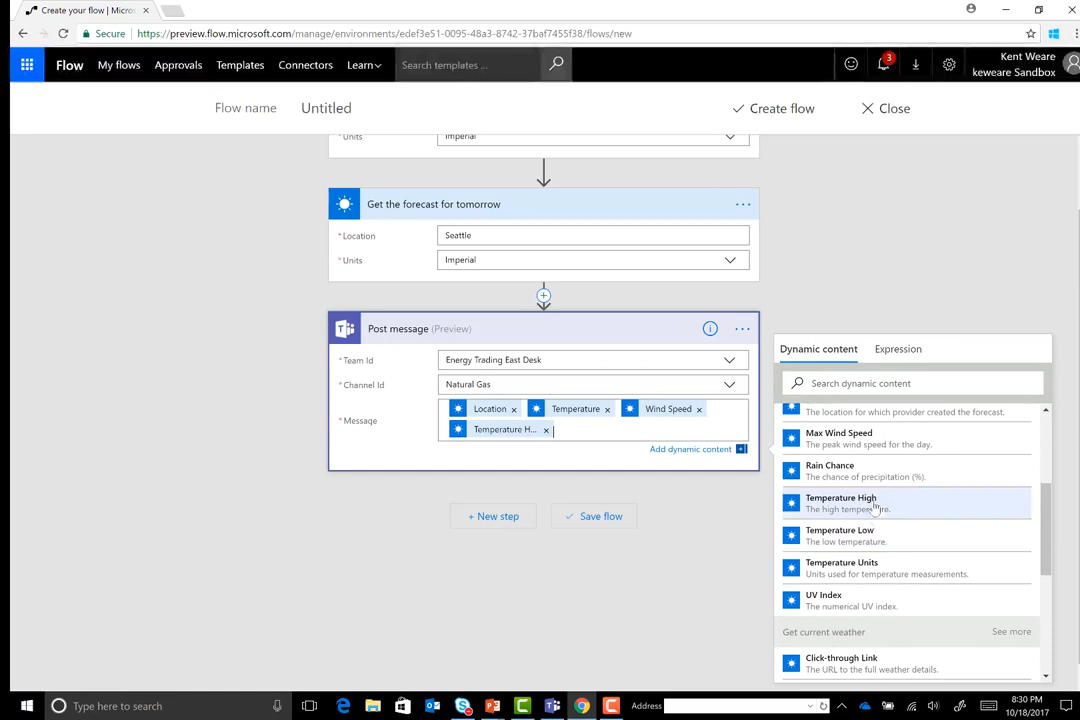 Create your flow | Micros
Secure
https://preview.flow.microsoft.com/manage/environments/edef3e51-0095-48a3-8742-37baf7455f38/flows/new
Flow My flows Approvals Templates Connectors Learn Search templates ...
3
Kent Weare
keweare Sandbox
Flow name Untitled Create flow Close
*Units Imperial
Get the forecast for tomorrow ...
*Location Seattle
*Units Imperial
Post message (Preview) ...
*Team Id Energy Trading East Desk
*Channel Id Natural Gas
*Message Location × Temperature × Wind Speed ×
Temperature H... ×
Add dynamic content
+ New step Save flow
Dynamic content Expression
Search dynamic content
The location for which provider created the forecast.
Max Wind Speed
The peak wind speed for the day.
Rain Chance
The chance of precipitation (%).
Temperature High
The high temperature.
Temperature Low
The low temperature.
Temperature Units
Units used for temperature measurements.
UV Index
The numerical UV index.
Get current weather See more
Click-through Link
The URL to the full weather details.
Type here to search
Address
8:30 PM
10/18/2017